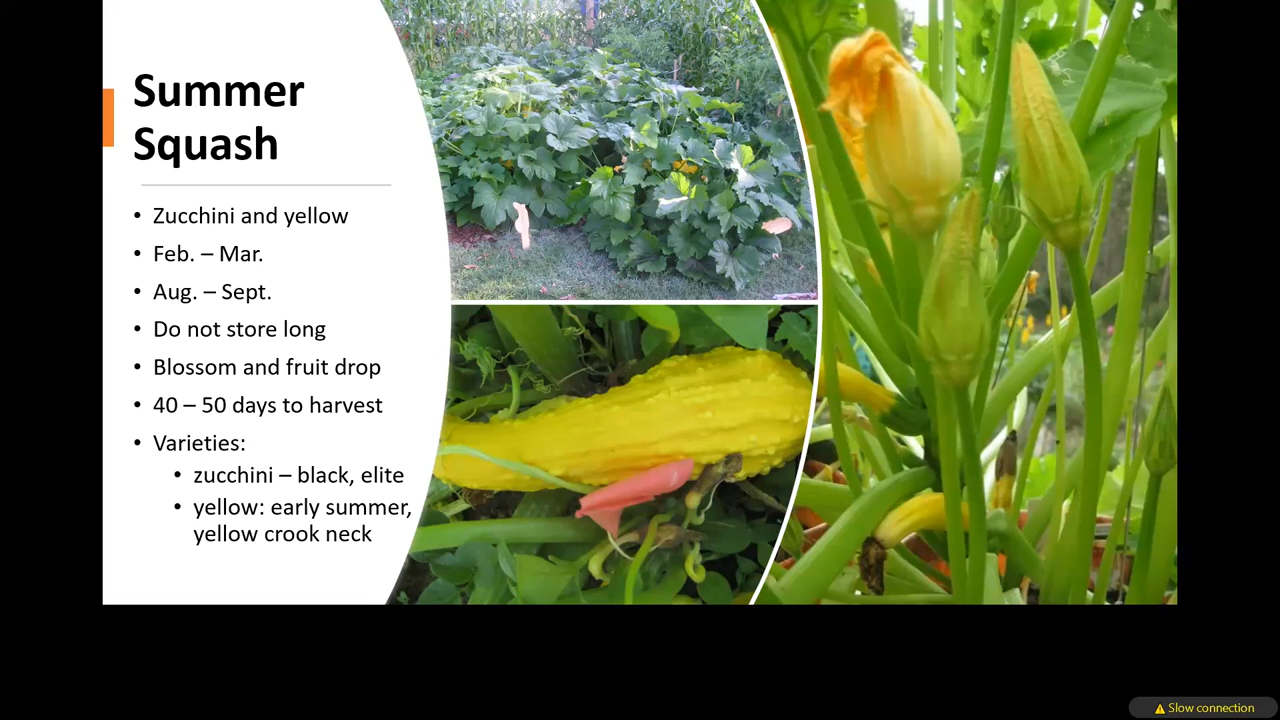 Summer
Squash
• Zucchini and yellow
• Feb. – Mar.
• Aug. – Sept.
• Do not store long
• Blossom and fruit drop
• 40 – 50 days to harvest
• Varieties:
• zucchini – black, elite
• yellow: early summer,
yellow crook neck
Slow connection